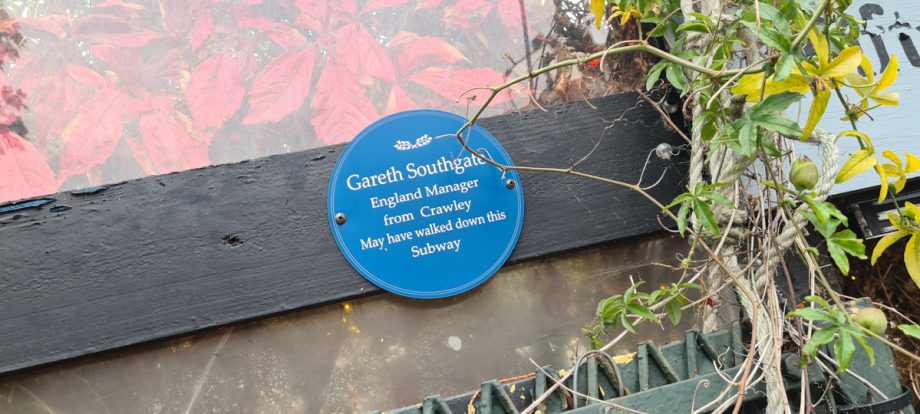 Gareth Southgate
England Manager
from Crawley
May have walked down this
Subway